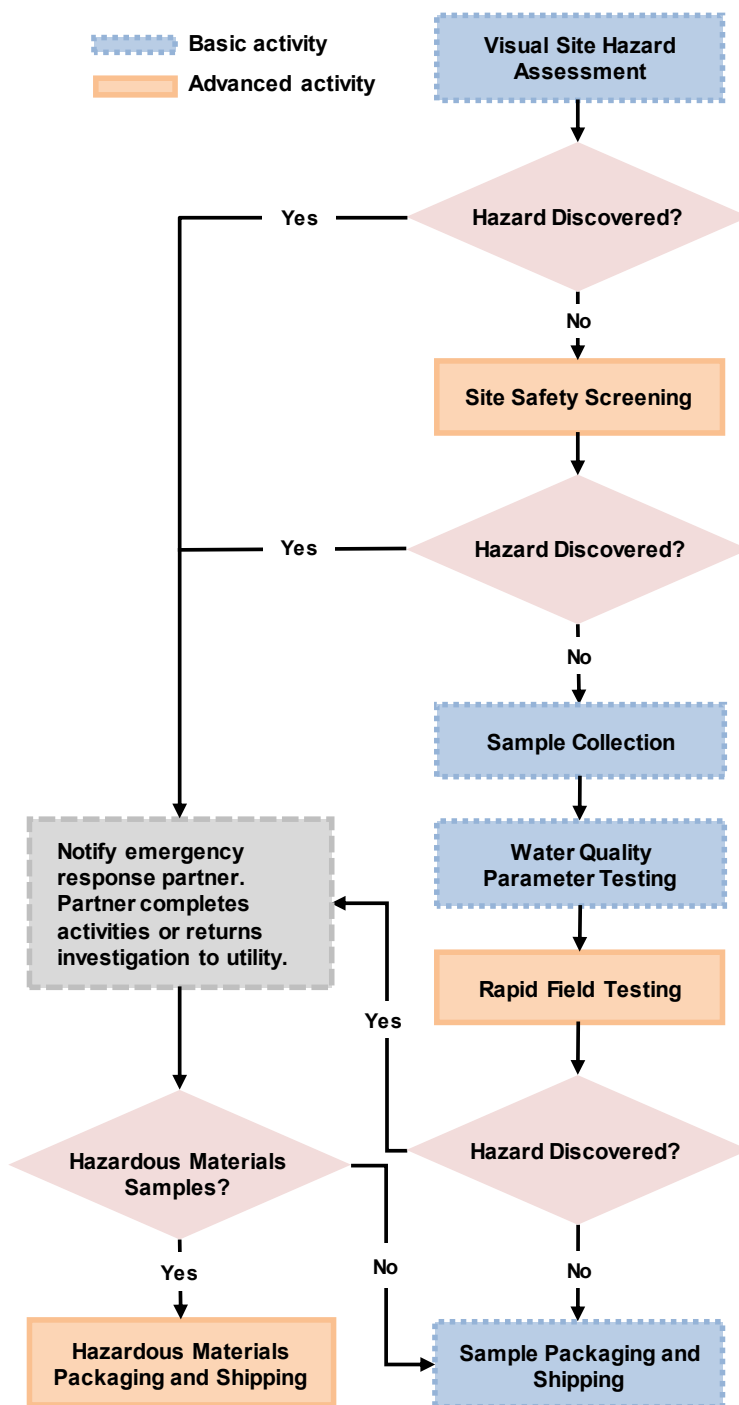 Basic activity
Advanced activity
Visual Site Hazard
Assessment
Hazard Discovered?
Yes
No
Site Safety Screening
Hazard Discovered?
Yes
No
Sample Collection
Water Quality
Parameter Testing
Notify emergency
response partner.
Partner completes
activities or returns
investigation to utility.
Rapid Field Testing
Yes
Hazard Discovered?
Hazardous Materials
Samples?
No
Yes
No
Hazardous Materials
Packaging and Shipping
Sample Packaging and
Shipping